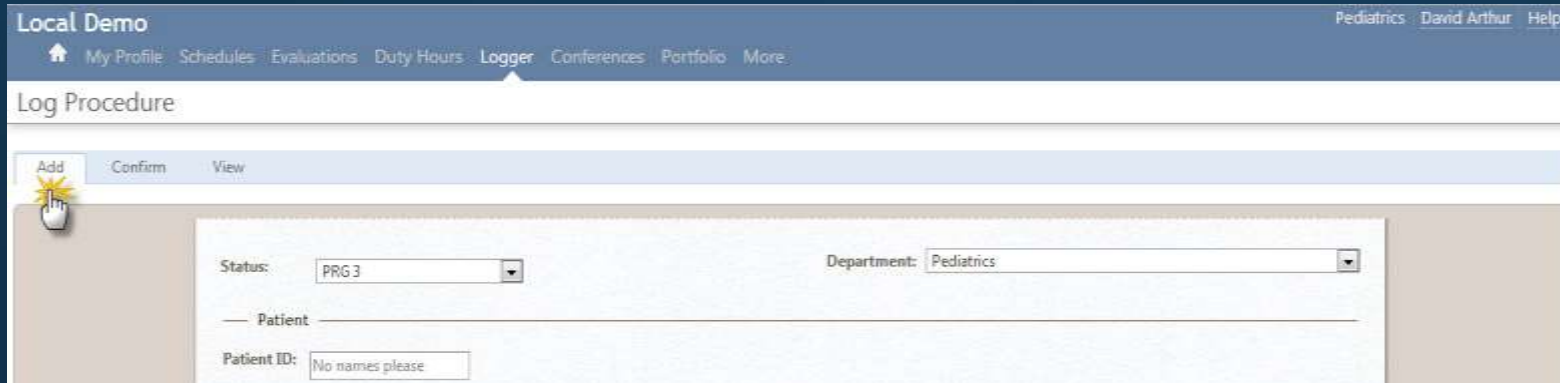 Local Demo
Pediatrics David Arthur Help
My Profile Schedules Evaluations Duty Hours Logger Conferences Portfolio More
Log Procedure
Add Confirm View
Status: PRG 3 Department: Pediatrics
Patient
Patient ID: No names please